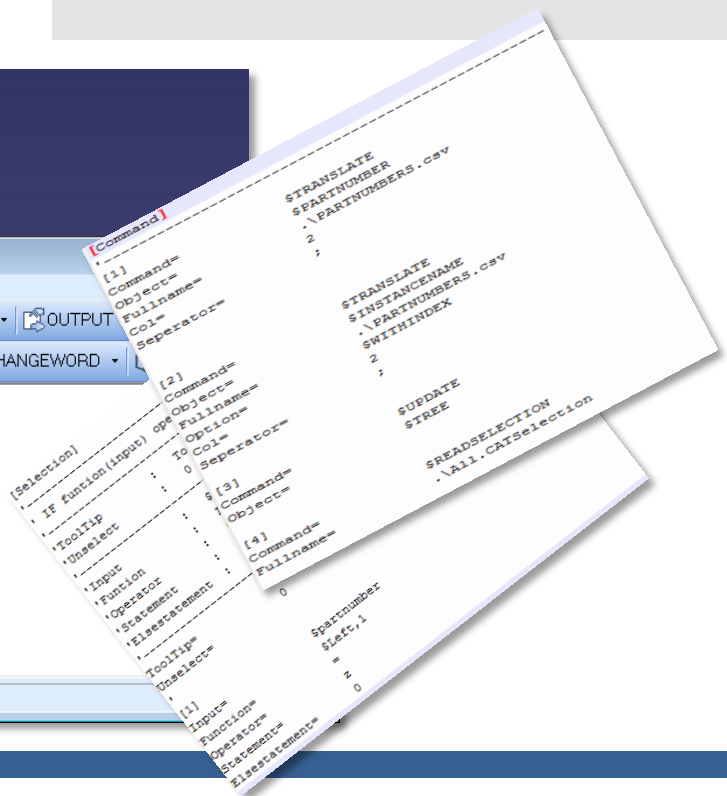 [Command]
'--------------------------------------------------
[1]
Command= $TRANSLATE
Object= $PARTNUMBER
Fullname= .\PARTNUMBERS.csv
Col= 2
Seperator= ;
[2]
Command= $TRANSLATE
Object= $INSTANCENAME
Fullname= .\PARTNUMBERS.csv
Option= $WITHINDEX
Col= 2
Seperator= ;
[3]
Command= $UPDATE
Object= $TREE
[4]
Command= $READSELECTION
Fullname= .\All.CATSelection
OUTPUT
HANGEWORD
[Selection]
'--------------------
' IF funtion(input) ope
'--------------------
'ToolTip : To
'Unselect : 0
'--------------------
'Input : $
'Funtion :
'Operator :
'Statement :
'Elsestatement :
'--------------------
ToolTip=
Unselect= 0
'
[1]
Input= $partnumber
Function= $Left,1
Operator= =
Statement= z
Elsestatement= 0